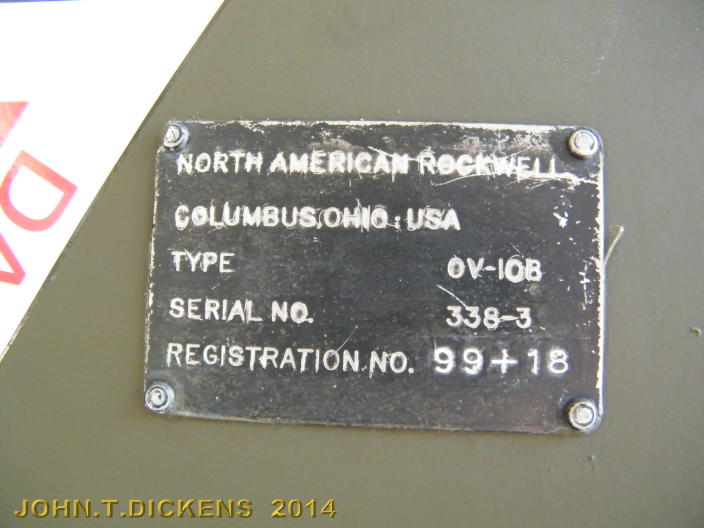 DA
NORTH AMERICAN ROCKWELL
COLUMBUS.OHIO: USA
TYPE OV-10B
SERIAL NO. 338-3
REGISTRATION.NO. 99+18
JOHN.T.DICKENS 2014